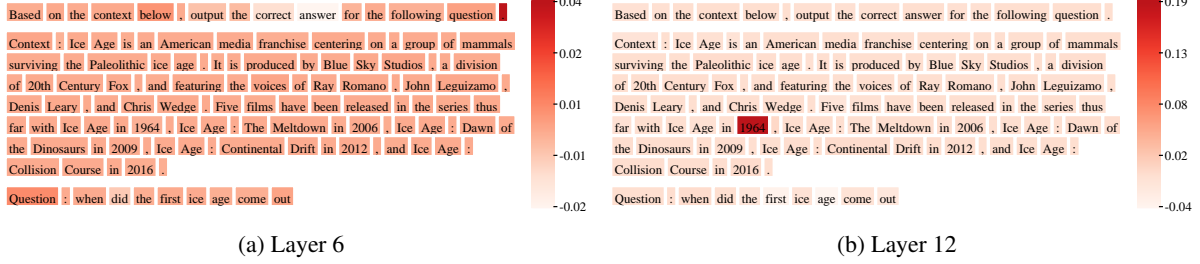 Based on the context below , output the correct answer for the following question .
Context : Ice Age is an American media franchise centering on a group of mammals
surviving the Paleolithic ice age . It is produced by Blue Sky Studios , a division
of 20th Century Fox , and featuring the voices of Ray Romano , John Leguizamo ,
Denis Leary , and Chris Wedge . Five films have been released in the series thus
far with Ice Age in 1964 , Ice Age : The Meltdown in 2006 , Ice Age : Dawn of
the Dinosaurs in 2009 , Ice Age : Continental Drift in 2012 , and Ice Age :
Collision Course in 2016 .
Question : when did the first ice age come out
0.04
0.02
0.01
-0.01
-0.02
(a) Layer 6
Based on the context below , output the correct answer for the following question .
Context : Ice Age is an American media franchise centering on a group of mammals
surviving the Paleolithic ice age . It is produced by Blue Sky Studios , a division
of 20th Century Fox , and featuring the voices of Ray Romano , John Leguizamo ,
Denis Leary , and Chris Wedge . Five films have been released in the series thus
far with Ice Age in 1964 , Ice Age : The Meltdown in 2006 , Ice Age : Dawn of
the Dinosaurs in 2009 , Ice Age : Continental Drift in 2012 , and Ice Age :
Collision Course in 2016 .
Question : when did the first ice age come out
0.19
0.13
0.08
0.02
-0.04
(b) Layer 12